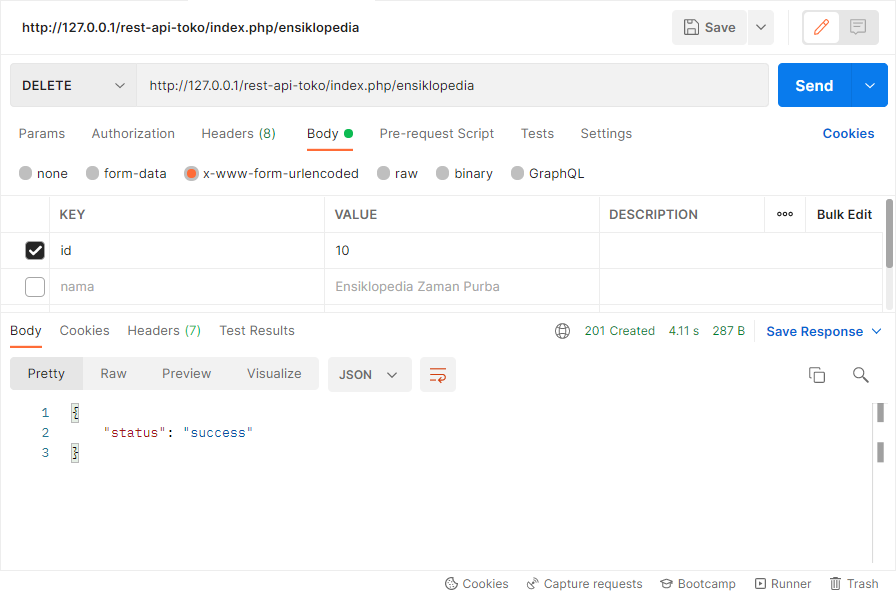 http://127.0.0.1/rest-api-toko/index.php/ensiklopedia Save
DELETE http://127.0.0.1/rest-api-toko/index.php/ensiklopedia Send
Params Authorization Headers (8) Body Pre-request Script Tests Settings Cookies
none form-data x-www-form-urlencoded raw binary GraphQL
KEY VALUE DESCRIPTION ooo Bulk Edit
id 10
nama Ensiklopedia Zaman Purba
Body Cookies Headers (7) Test Results 201 Created 4.11 s 287 B Save Response
Pretty Raw Preview Visualize JSON
1 {
2 "status": "success"
3 }
Cookies Capture requests Bootcamp Runner Trash